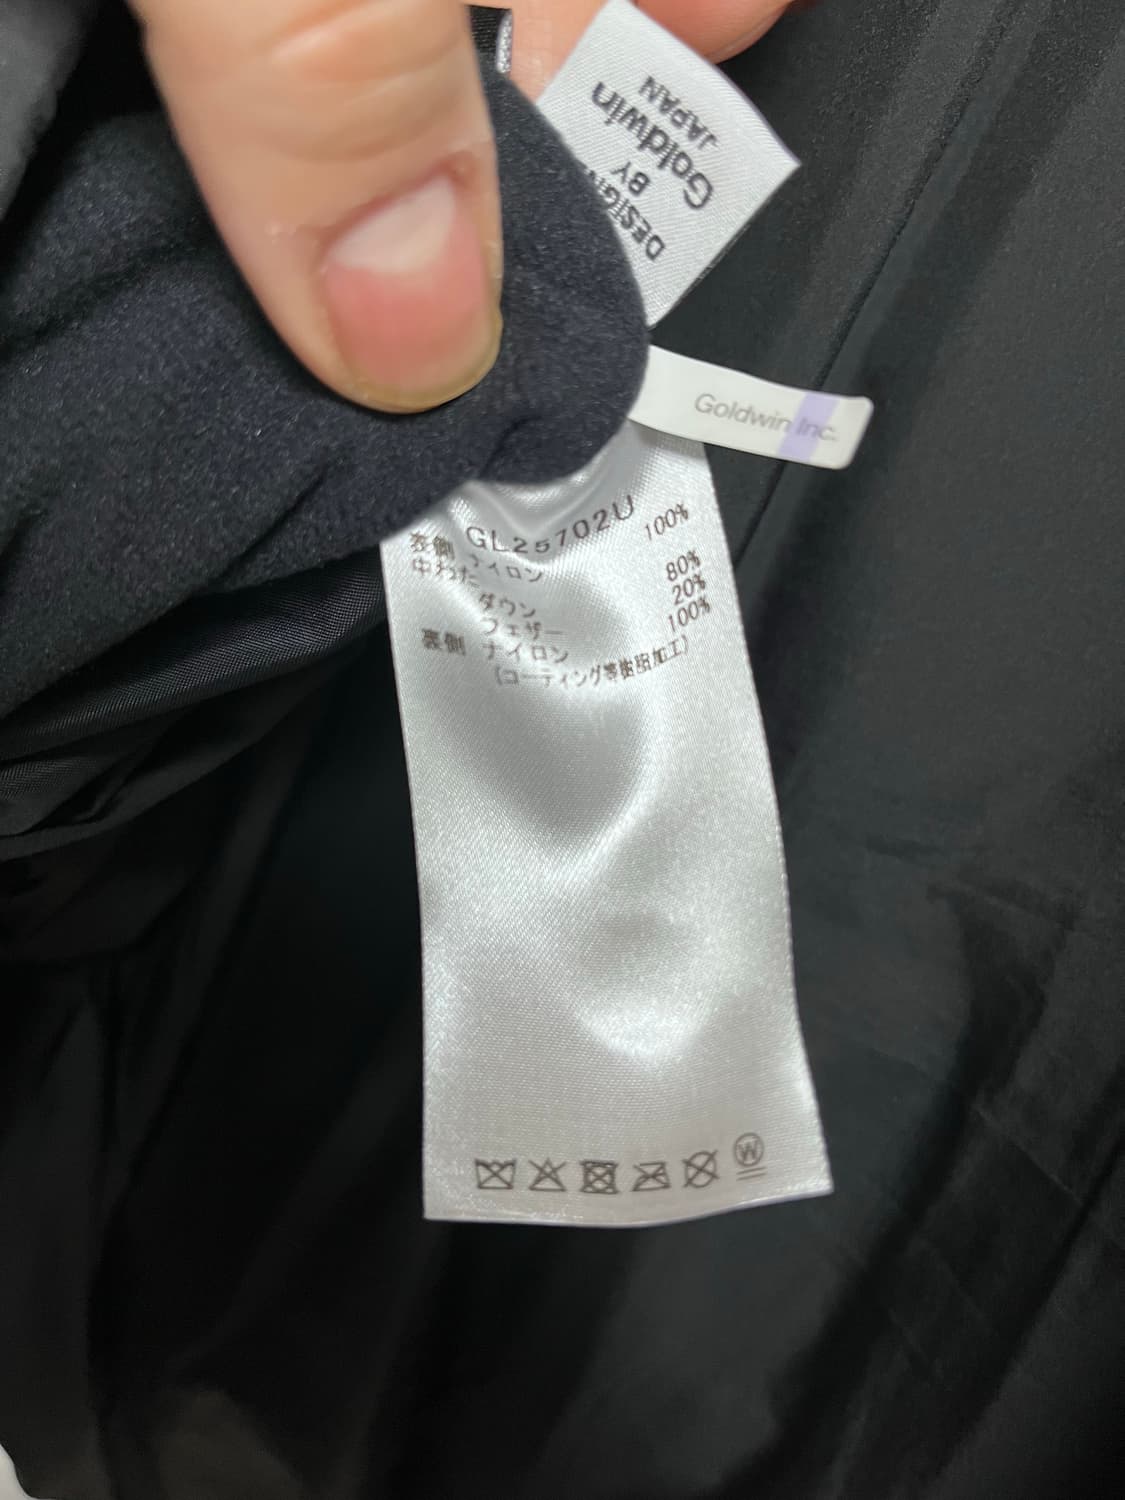 DESIGN
BY
Goldwin
JAPAN
Goldwin Inc.
GL25702U
表側 ナイロン 100%
中わた
ダウン 80%
フェザー 20%
裏側 ナイロン 100%
(コーティング等樹脂加工)
W